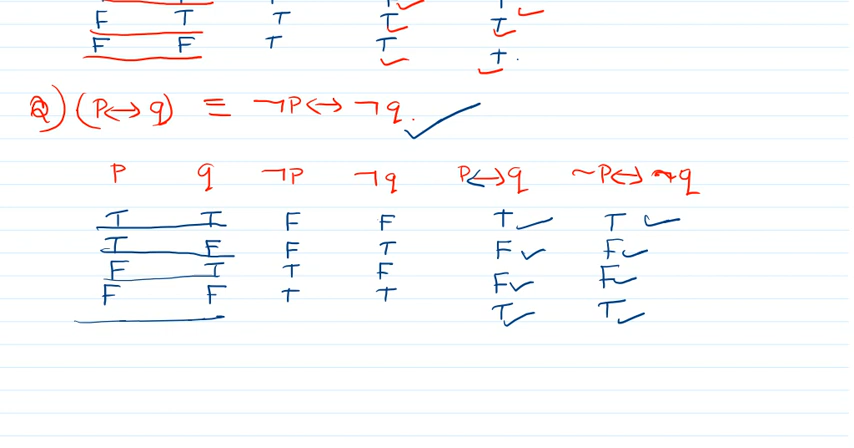 F T T T T
F F T T T
Q) (P↔q) ≡ ¬P↔¬q.
P q ¬P ¬q P↔q ~P↔¬q
T T F F T T
T F F T F F
F T T F F F
F F T T T T